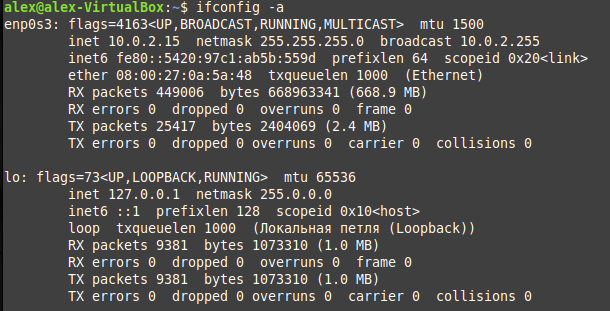 alex@alex-VirtualBox:~$ ifconfig -a
enp0s3: flags=4163<UP,BROADCAST,RUNNING,MULTICAST>  mtu 1500
        inet 10.0.2.15  netmask 255.255.255.0  broadcast 10.0.2.255
        inet6 fe80::5420:97c1:ab5b:559d  prefixlen 64  scopeid 0x20<link>
        ether 08:00:27:0a:5a:48  txqueuelen 1000  (Ethernet)
        RX packets 449006  bytes 668963341 (668.9 MB)
        RX errors 0  dropped 0  overruns 0  frame 0
        TX packets 25417  bytes 2404069 (2.4 MB)
        TX errors 0  dropped 0 overruns 0  carrier 0  collisions 0

lo: flags=73<UP,LOOPBACK,RUNNING>  mtu 65536
        inet 127.0.0.1  netmask 255.0.0.0
        inet6 ::1  prefixlen 128  scopeid 0x10<host>
        loop  txqueuelen 1000  (Локальная петля (Loopback))
        RX packets 9381  bytes 1073310 (1.0 MB)
        RX errors 0  dropped 0  overruns 0  frame 0
        TX packets 9381  bytes 1073310 (1.0 MB)
        TX errors 0  dropped 0 overruns 0  carrier 0  collisions 0